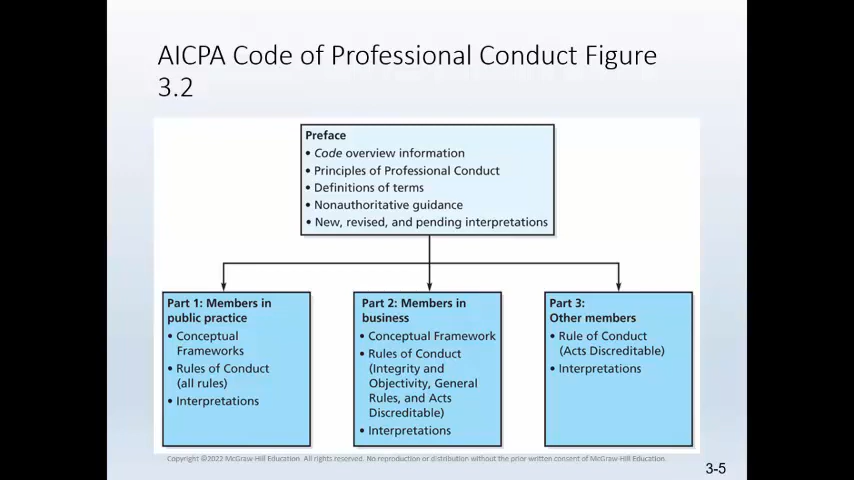 AICPA Code of Professional Conduct Figure
3.2
Preface
• Code overview information
• Principles of Professional Conduct
• Definitions of terms
• Nonauthoritative guidance
• New, revised, and pending interpretations
Part 1: Members in
public practice
• Conceptual
Frameworks
• Rules of Conduct
(all rules)
• Interpretations
Part 2: Members in
business
• Conceptual Framework
• Rules of Conduct
(Integrity and
Objectivity, General
Rules, and Acts
Discreditable)
• Interpretations
Part 3:
Other members
• Rule of Conduct
(Acts Discreditable)
• Interpretations
Copyright ©2022 McGraw-Hill Education. All rights reserved. No reproduction or distribution without the prior written consent of McGraw-Hill Education.
3-5